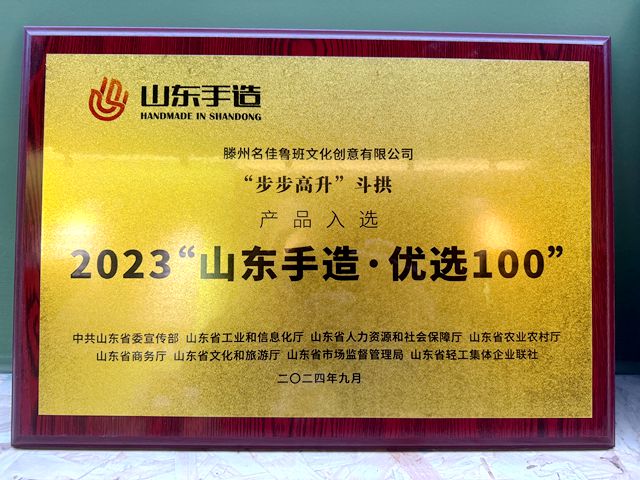 山东手造
HANDMADE IN SHANDONG
滕州名佳鲁班文化创意有限公司
“步步高升”斗拱
产品入选
2023“山东手造·优选100”
中共山东省委宣传部 山东省工业和信息化厅 山东省人力资源和社会保障厅 山东省农业农村厅
山东省商务厅 山东省文化和旅游厅 山东省市场监督管理局 山东省轻工集体企业联社
二〇二四年九月